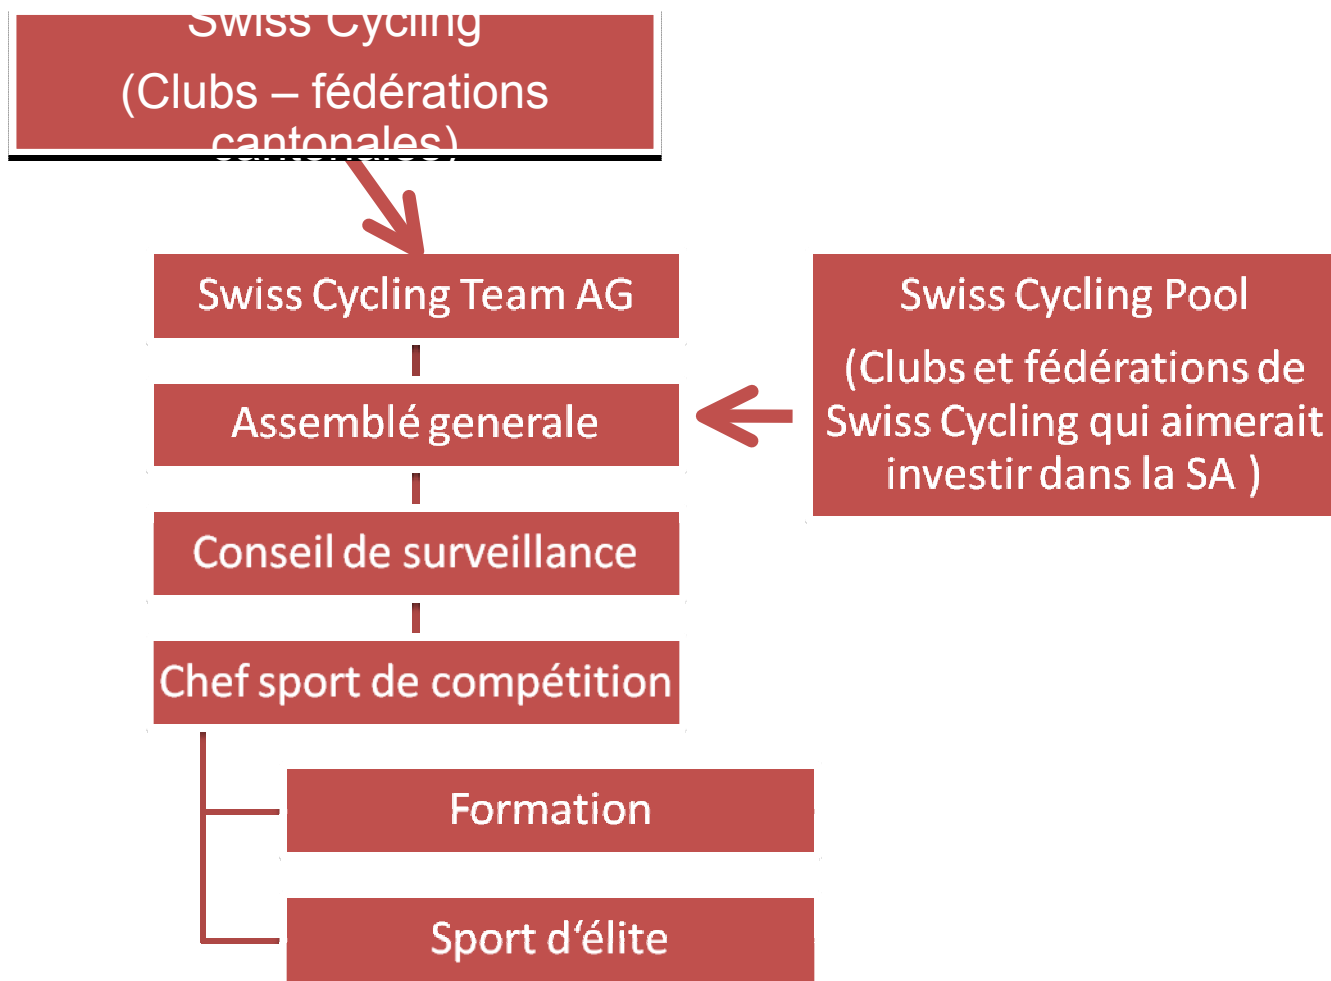 Swiss Cycling
(Clubs – fédérations
cantonales)
Swiss Cycling Team AG
Swiss Cycling Pool
(Clubs et fédérations de
Swiss Cycling qui aimerait
investir dans la SA )
Assemblé generale
Conseil de surveillance
Chef sport de compétition
Formation
Sport d‘élite